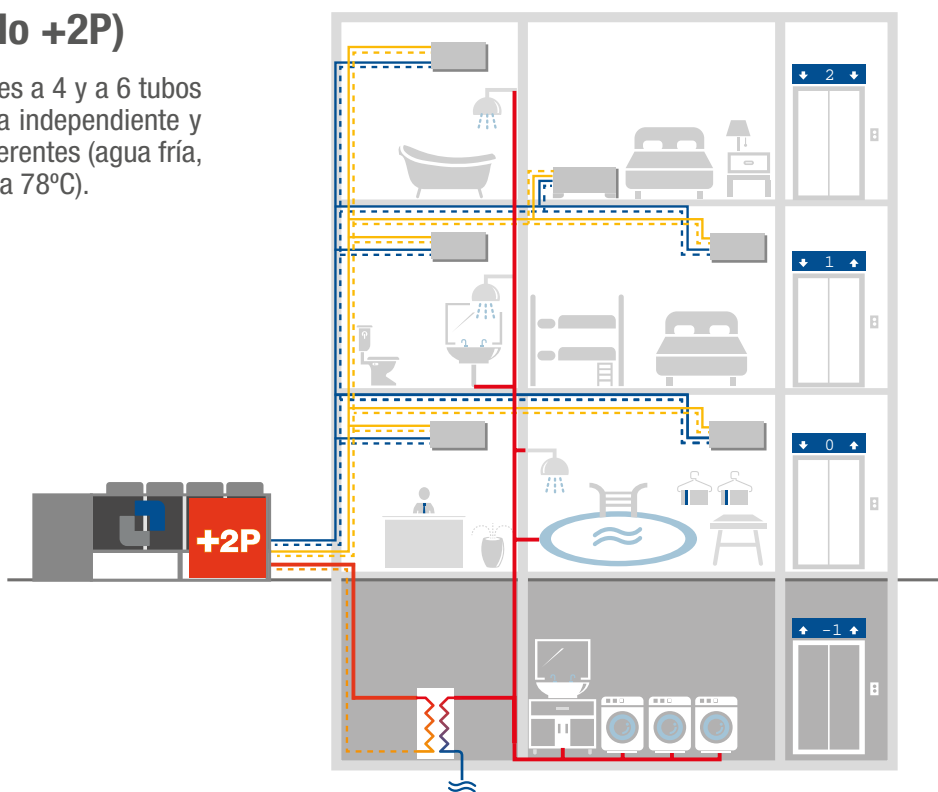 lo +2P)
es a 4 y a 6 tubos
a independiente y
erentes (agua fría,
a 78ºC).
2
1
0
+2P
-1